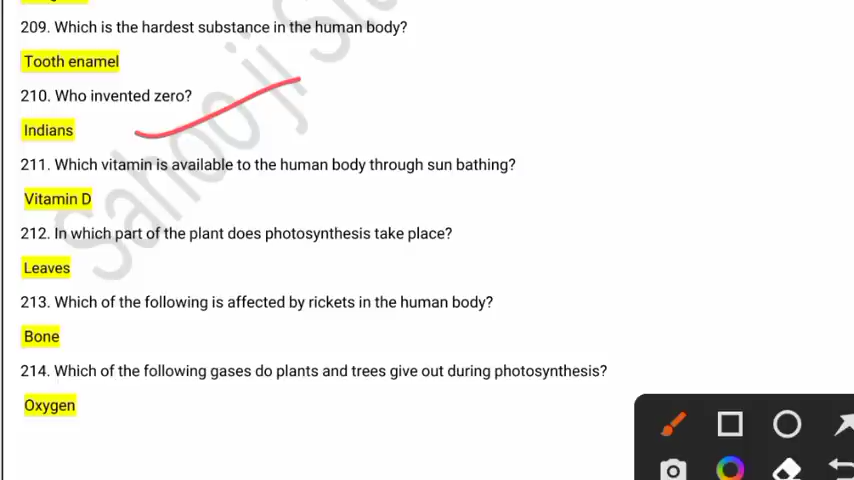 209. Which is the hardest substance in the human body?
Tooth enamel
210. Who invented zero?
Indians
211. Which vitamin is available to the human body through sun bathing?
Vitamin D
212. In which part of the plant does photosynthesis take place?
Leaves
213. Which of the following is affected by rickets in the human body?
Bone
214. Which of the following gases do plants and trees give out during photosynthesis?
Oxygen
Sahoo ji